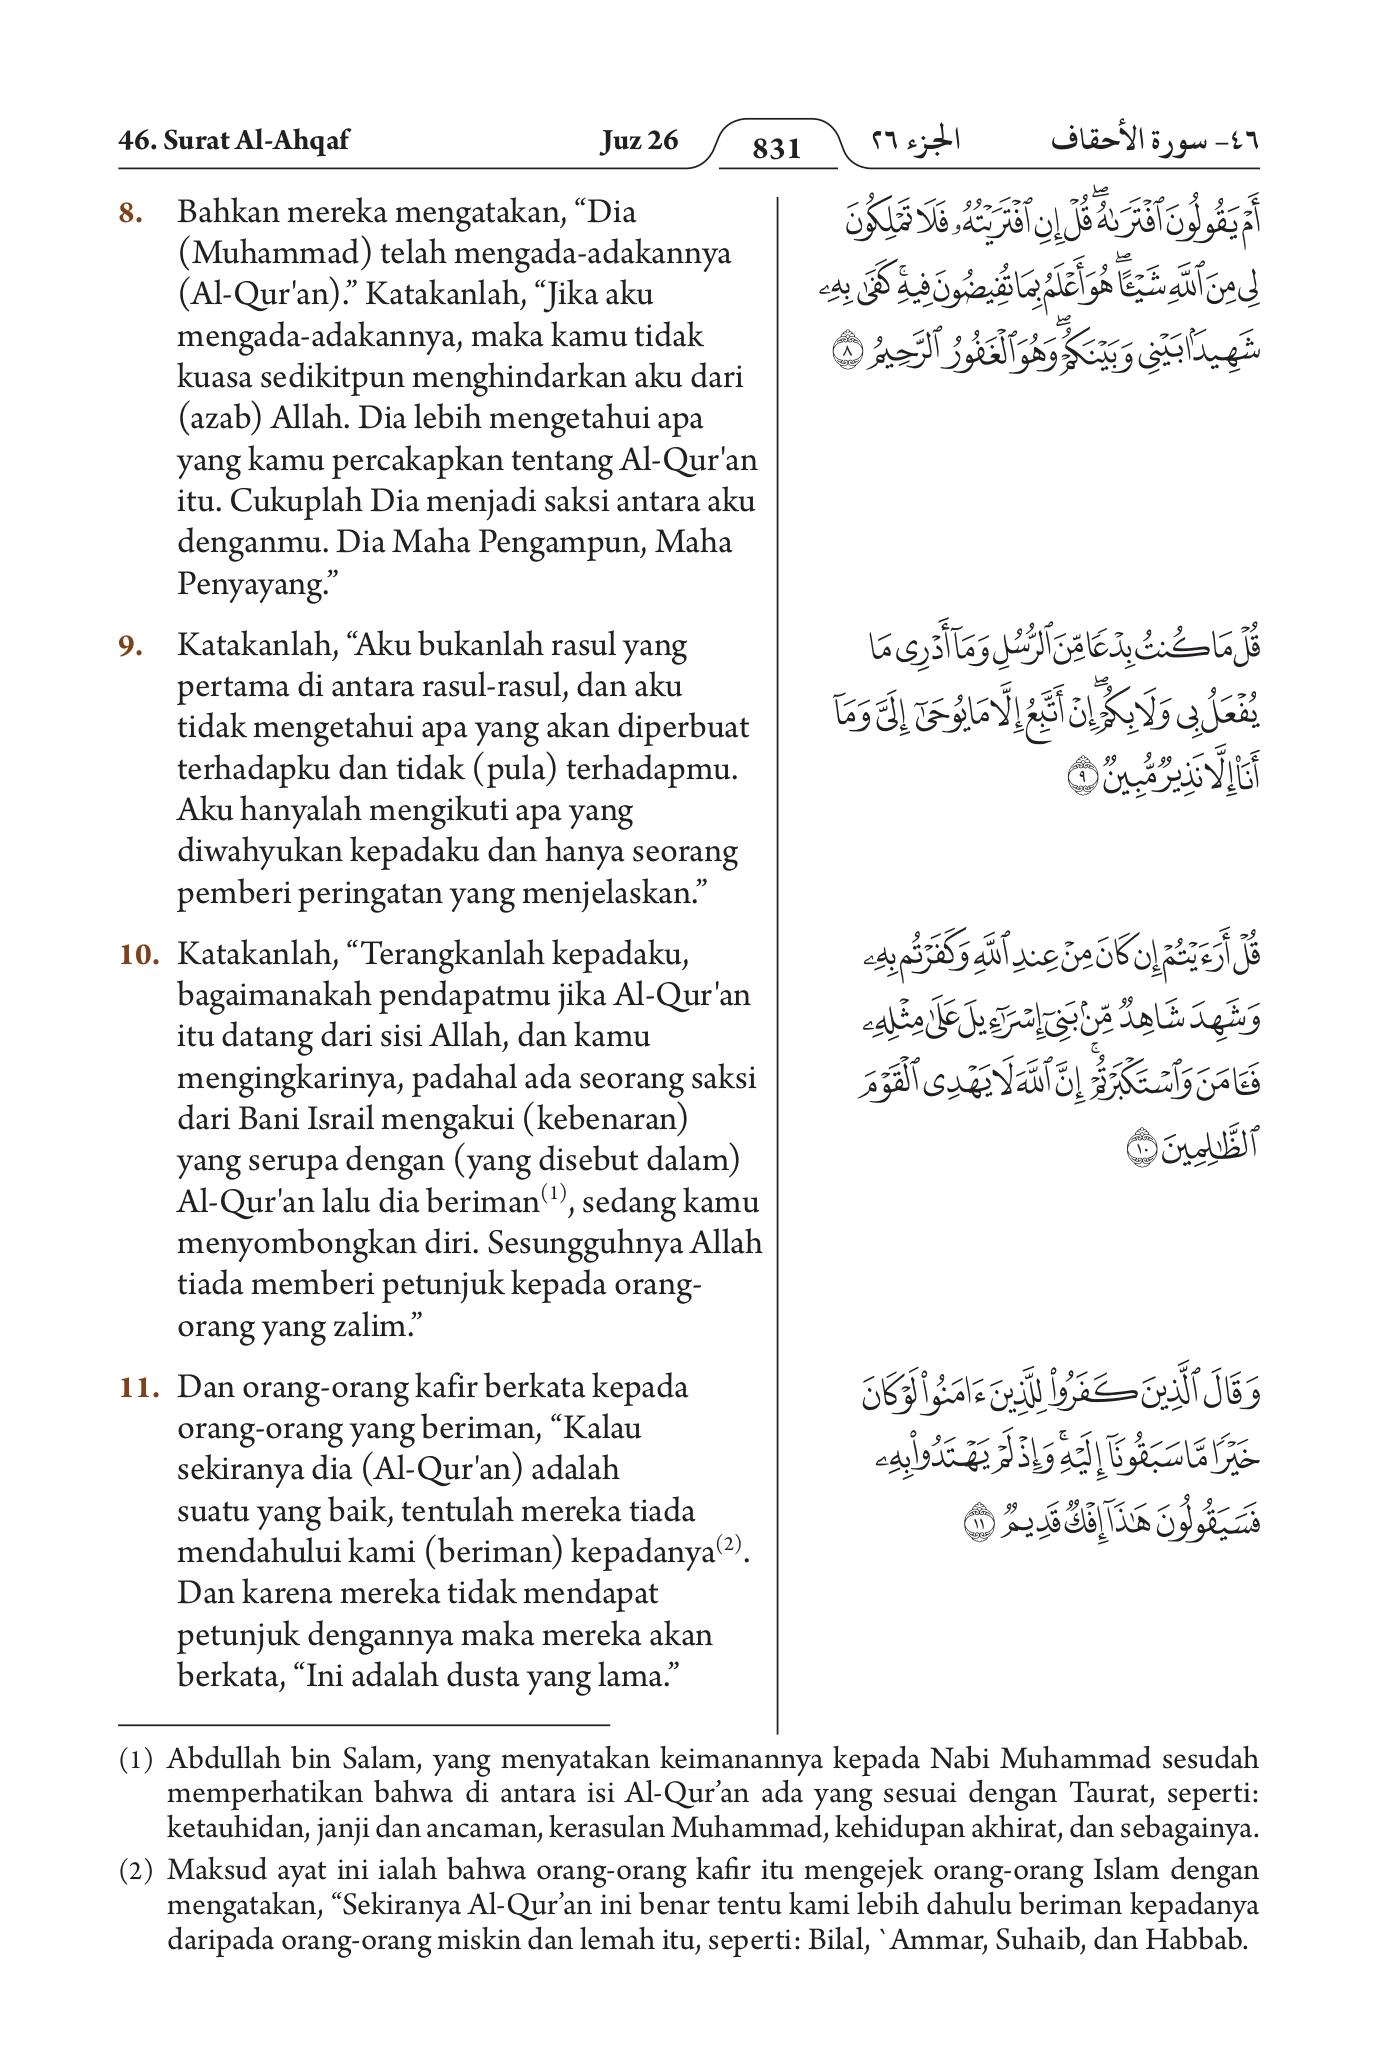 46. Surat Al-Ahqaf
Juz 26
831
الجزء ٢٦
٤٦- سورة الأحقاف
8. Bahkan mereka mengatakan, “Dia
(Muhammad) telah mengada-adakannya
(Al-Qur'an).” Katakanlah, “Jika aku
mengada-adakannya, maka kamu tidak
kuasa sedikitpun menghindarkan aku dari
(azab) Allah. Dia lebih mengetahui apa
yang kamu percakapkan tentang Al-Qur'an
itu. Cukuplah Dia menjadi saksi antara aku
denganmu. Dia Maha Pengampun, Maha
Penyayang.”
9. Katakanlah, “Aku bukanlah rasul yang
pertama di antara rasul-rasul, dan aku
tidak mengetahui apa yang akan diperbuat
terhadapku dan tidak (pula) terhadapmu.
Aku hanyalah mengikuti apa yang
diwahyukan kepadaku dan hanya seorang
pemberi peringatan yang menjelaskan.”
10. Katakanlah, “Terangkanlah kepadaku,
bagaimanakah pendapatmu jika Al-Qur'an
itu datang dari sisi Allah, dan kamu
mengingkarinya, padahal ada seorang saksi
dari Bani Israil mengakui (kebenaran)
yang serupa dengan (yang disebut dalam)
Al-Qur'an lalu dia beriman(1), sedang kamu
menyombongkan diri. Sesungguhnya Allah
tiada memberi petunjuk kepada orang-
orang yang zalim.”
11. Dan orang-orang kafir berkata kepada
orang-orang yang beriman, “Kalau
sekiranya dia (Al-Qur'an) adalah
suatu yang baik, tentulah mereka tiada
mendahului kami (beriman) kepadanya(2).
Dan karena mereka tidak mendapat
petunjuk dengannya maka mereka akan
berkata, “Ini adalah dusta yang lama.”
أَمۡ يَقُولُونَ ٱفۡتَرَىٰهُۖ قُلۡ إِنِ ٱفۡتَرَيۡتُهُۥ فَلَا تَمۡلِكُونَ
لِي مِنَ ٱللَّهِ شَيۡـًٔاۖ هُوَ أَعۡلَمُ بِمَا تُفِيضُونَ فِيهِۚ كَفَىٰ بِهِۦ
شَهِيدَۢا بَيۡنِي وَبَيۡنَكُمۡۖ وَهُوَ ٱلۡغَفُورُ ٱلرَّحِيمُ ٨
قُلۡ مَا كُنتُ بِدۡعٗا مِّنَ ٱلرُّسُلِ وَمَآ أَدۡرِي مَا
يُفۡعَلُ بِي وَلَا بِكُمۡۖ إِنۡ أَتَّبِعُ إِلَّا مَا يُوحَىٰٓ إِلَيَّ وَمَآ
أَنَا۠ إِلَّا نَذِيرٞ مُّبِينٞ ٩
قُلۡ أَرَءَيۡتُمۡ إِن كَانَ مِنۡ عِندِ ٱللَّهِ وَكَفَرۡتُم بِهِۦ
وَشَهِدَ شَاهِدٞ مِّنۢ بَنِيٓ إِسۡرَٰٓءِيلَ عَلَىٰ مِثۡلِهِۦ
فَـَٔامَنَ وَٱسۡتَكۡبَرۡتُمۡۚ إِنَّ ٱللَّهَ لَا يَهۡدِي ٱلۡقَوۡمَ
ٱلظَّٰلِمِينَ ١٠
وَقَالَ ٱلَّذِينَ كَفَرُواْ لِلَّذِينَ ءَامَنُواْ لَوۡ كَانَ
خَيۡرٗا مَّا سَبَقُونَآ إِلَيۡهِۚ وَإِذۡ لَمۡ يَهۡتَدُواْ بِهِۦ
فَسَيَقُولُونَ هَٰذَآ إِفۡكٞ قَدِيمٞ ١١
(1) Abdullah bin Salam, yang menyatakan keimanannya kepada Nabi Muhammad sesudah
memperhatikan bahwa di antara isi Al-Qur’an ada yang sesuai dengan Taurat, seperti:
ketauhidan, janji dan ancaman, kerasulan Muhammad, kehidupan akhirat, dan sebagainya.
(2) Maksud ayat ini ialah bahwa orang-orang kafir itu mengejek orang-orang Islam dengan
mengatakan, “Sekiranya Al-Qur’an ini benar tentu kami lebih dahulu beriman kepadanya
daripada orang-orang miskin dan lemah itu, seperti: Bilal, `Ammar, Suhaib, dan Habbab.